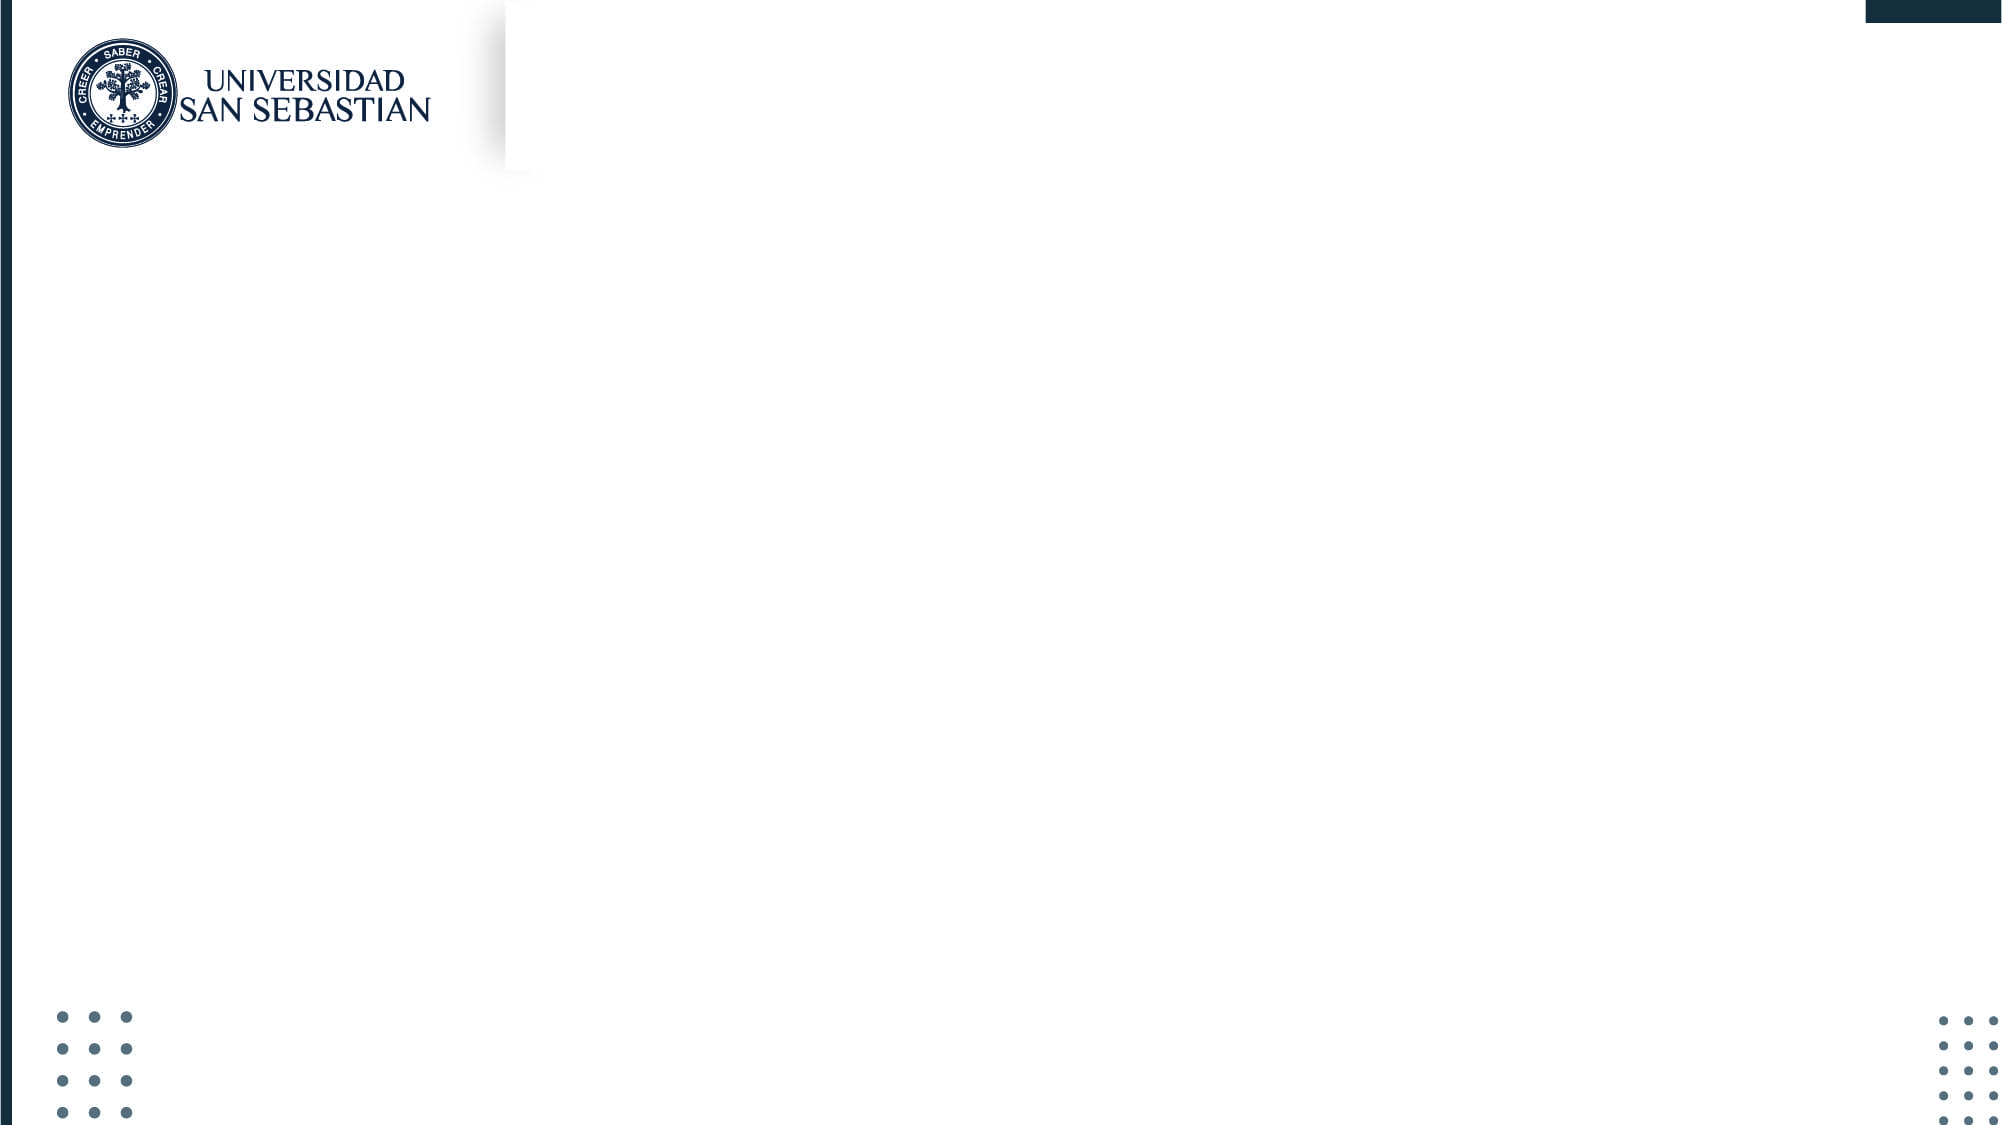 SABER
CREER
CREAR
EMPRENDER
UNIVERSIDAD
SAN SEBASTIAN